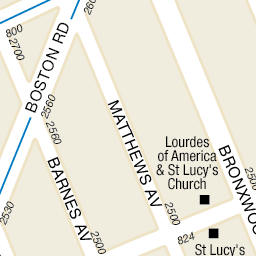 800
2700
BOSTON RD
260
2560
2560
MATTHEWS AV
BARNES AV
BRONXWO
Lourdes
of America
& St Lucy's
Church
2530
2500
2500
824
St Lucy's